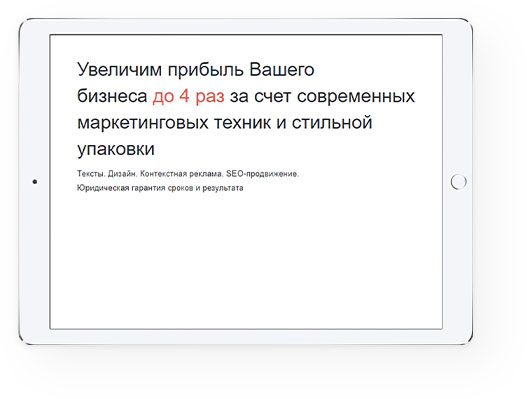 Увеличим прибыль Вашего
бизнеса до 4 раз за счет современных
маркетинговых техник и стильной
упаковки
Тексты. Дизайн. Контекстная реклама. SEO-продвижение.
Юридическая гарантия сроков и результата